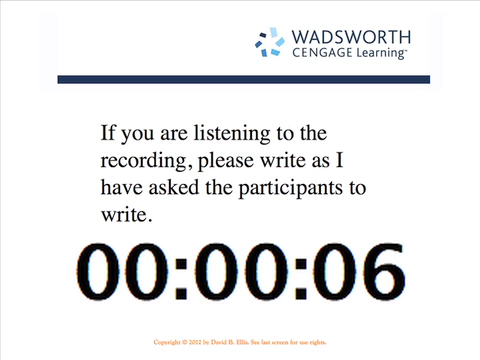 WADSWORTH
CENGAGE Learning™
If you are listening to the
recording, please write as I
have asked the participants to
write.
00:00:06
Copyright © 2012 by David B. Ellis. See last screen for use rights.